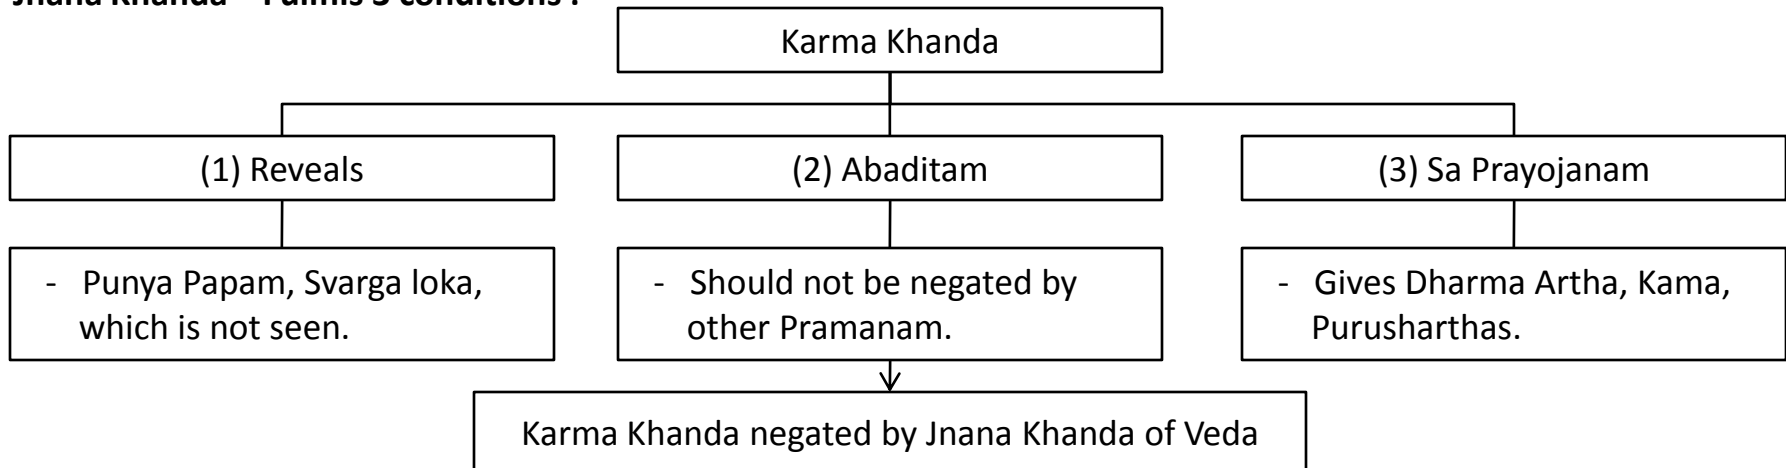 Jnana Khanda – Fulfills 3 conditions :
Karma Khanda
(1) Reveals
(2) Abaditam
(3) Sa Prayojanam
- Punya Papam, Svarga loka,
which is not seen.
- Should not be negated by
other Pramanam.
- Gives Dharma Artha, Kama,
Purusharthas.
Karma Khanda negated by Jnana Khanda of Veda